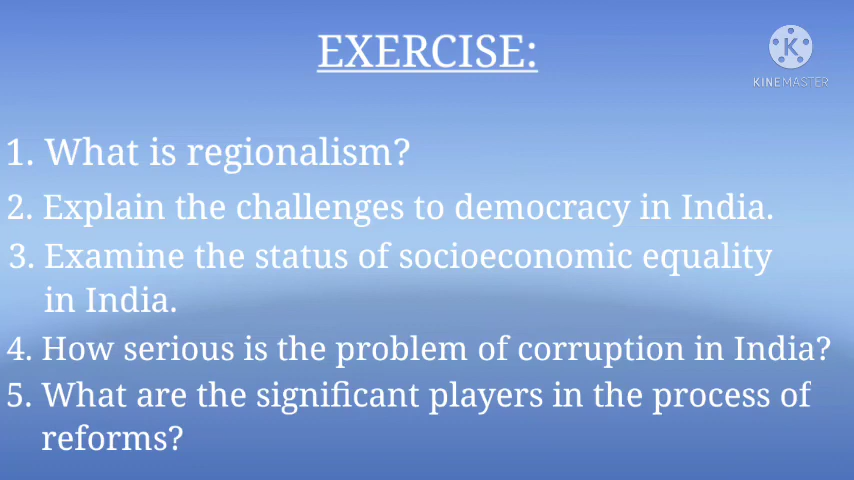 EXERCISE:
KINEMASTER
1. What is regionalism?
2. Explain the challenges to democracy in India.
3. Examine the status of socioeconomic equality
in India.
4. How serious is the problem of corruption in India?
5. What are the significant players in the process of
reforms?